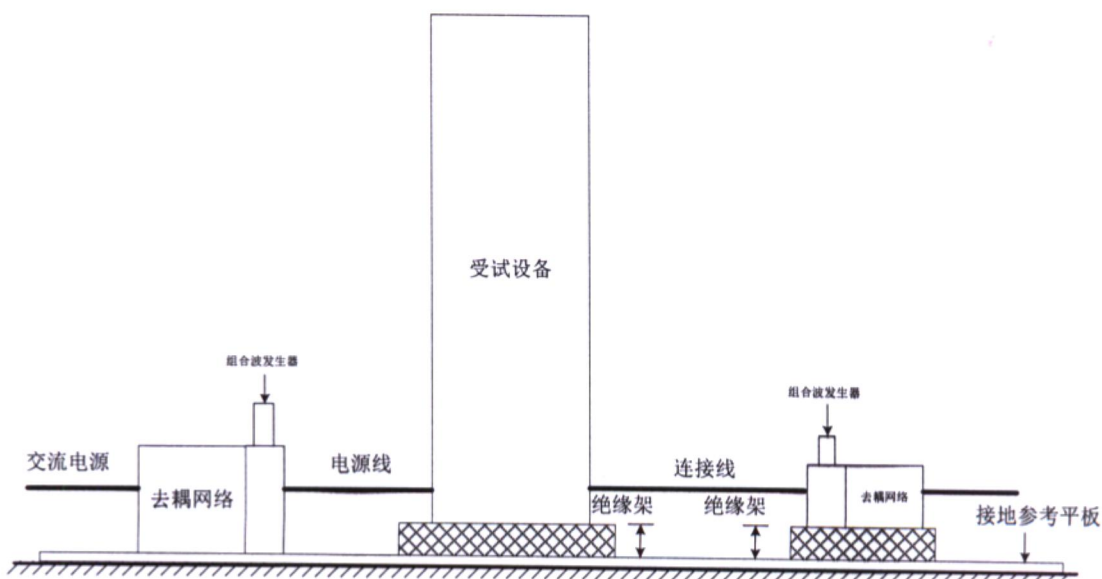 受试设备
组合波发生器
组合波发生器
交流电源
电源线
连接线
去耦网络
去耦网络
绝缘架
绝缘架
接地参考平板